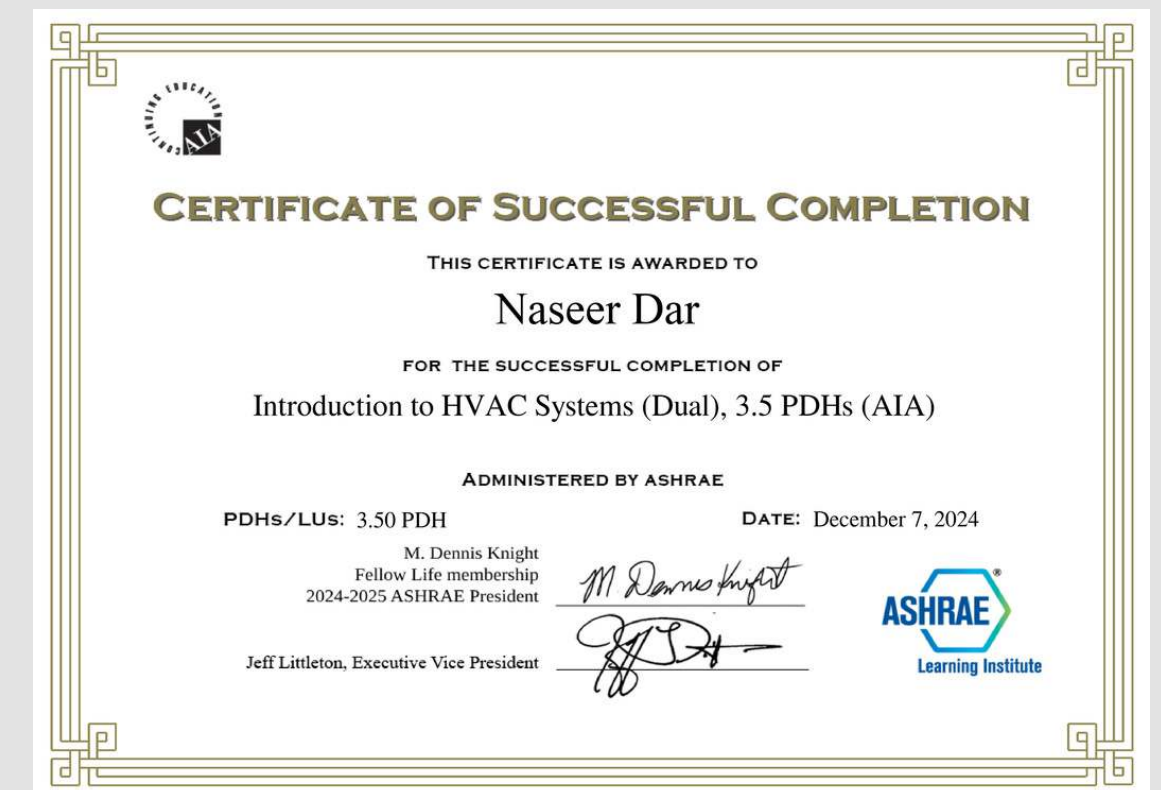 CONTINUING EDUCATION
AIA
CERTIFICATE OF SUCCESSFUL COMPLETION
THIS CERTIFICATE IS AWARDED TO
Naseer Dar
FOR THE SUCCESSFUL COMPLETION OF
Introduction to HVAC Systems (Dual), 3.5 PDHs (AIA)
ADMINISTERED BY ASHRAE
PDHs/LUs: 3.50 PDH DATE: December 7, 2024
M. Dennis Knight
Fellow Life membership
2024-2025 ASHRAE President
M Dennis Knight
Jeff Littleton, Executive Vice President
ASHRAE®
Learning Institute